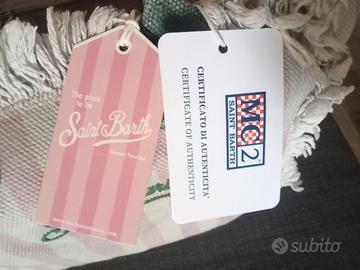 The place
to be
Saint Barth
CERTIFICATO DI AUTENTICITA'
CERTIFICATE OF AUTHENTICITY
MC2
SAINT BARTH
subito